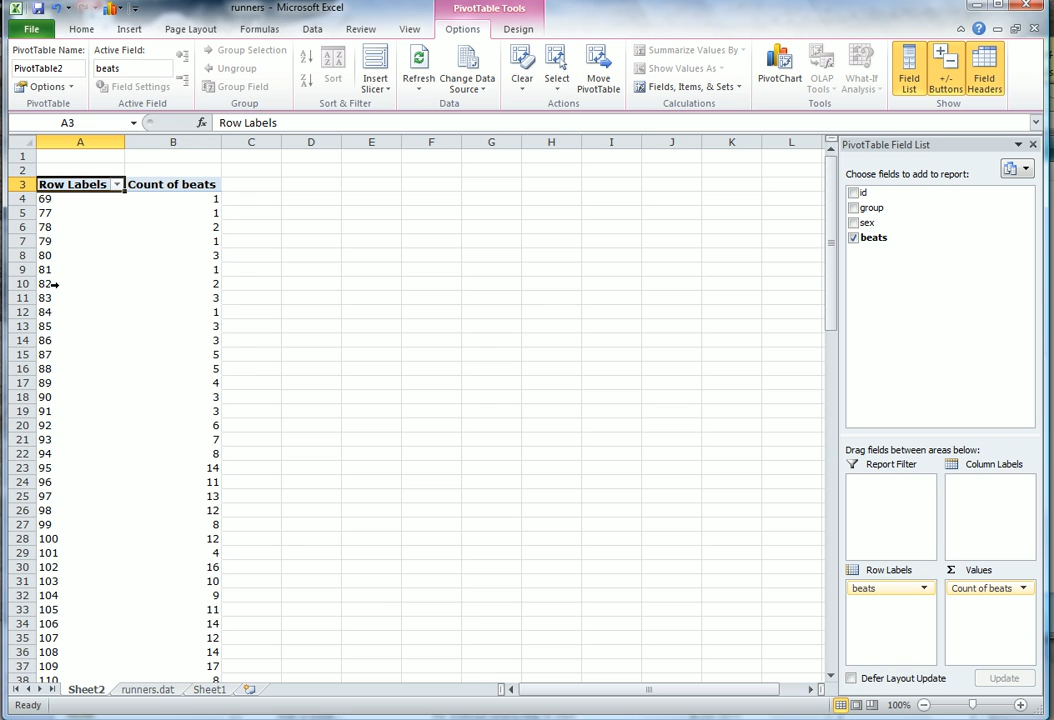 runners - Microsoft Excel
PivotTable Tools
File Home Insert Page Layout Formulas Data Review View Options Design
PivotTable Name:
PivotTable2
Options
PivotTable
Active Field:
beats
Field Settings
Active Field
Group Selection
Ungroup
Group Field
Group
Sort
Insert Slicer
Sort & Filter
Refresh
Change Data Source
Data
Clear
Select
Move PivotTable
Actions
Summarize Values By
Show Values As
Fields, Items, & Sets
Calculations
PivotChart
OLAP Tools
What-If Analysis
Tools
Field List
+/- Buttons
Field Headers
Show
A3 fx Row Labels
A B C D E F G H I J K L
1
2
3 Row Labels Count of beats
4 69 1
5 77 1
6 78 2
7 79 1
8 80 3
9 81 1
10 82 2
11 83 3
12 84 1
13 85 3
14 86 3
15 87 5
16 88 5
17 89 4
18 90 3
19 91 3
20 92 6
21 93 7
22 94 8
23 95 14
24 96 11
25 97 13
26 98 12
27 99 8
28 100 12
29 101 4
30 102 16
31 103 10
32 104 9
33 105 11
34 106 14
35 107 12
36 108 14
37 109 17
38 110 8
PivotTable Field List
Choose fields to add to report:
id
group
sex
beats
Drag fields between areas below:
Report Filter
Column Labels
Row Labels
Σ Values
beats
Count of beats
Defer Layout Update
Update
Sheet2 runners.dat Sheet1
Ready
100%